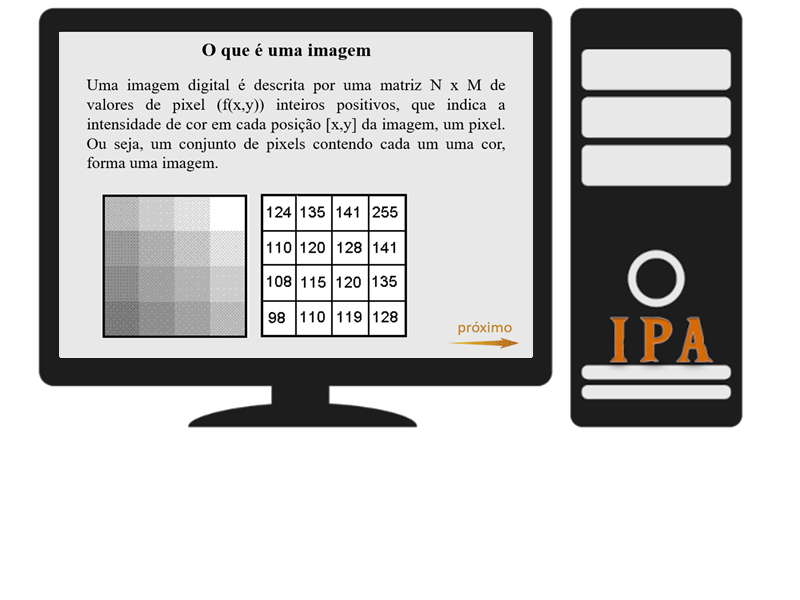 O que é uma imagem
Uma imagem digital é descrita por uma matriz N x M de
valores de pixel (f(x,y)) inteiros positivos, que indica a
intensidade de cor em cada posição [x,y] da imagem, um pixel.
Ou seja, um conjunto de pixels contendo cada um uma cor,
forma uma imagem.
124 135 141 255
110 120 128 141
108 115 120 135
98 110 119 128
próximo
IPA